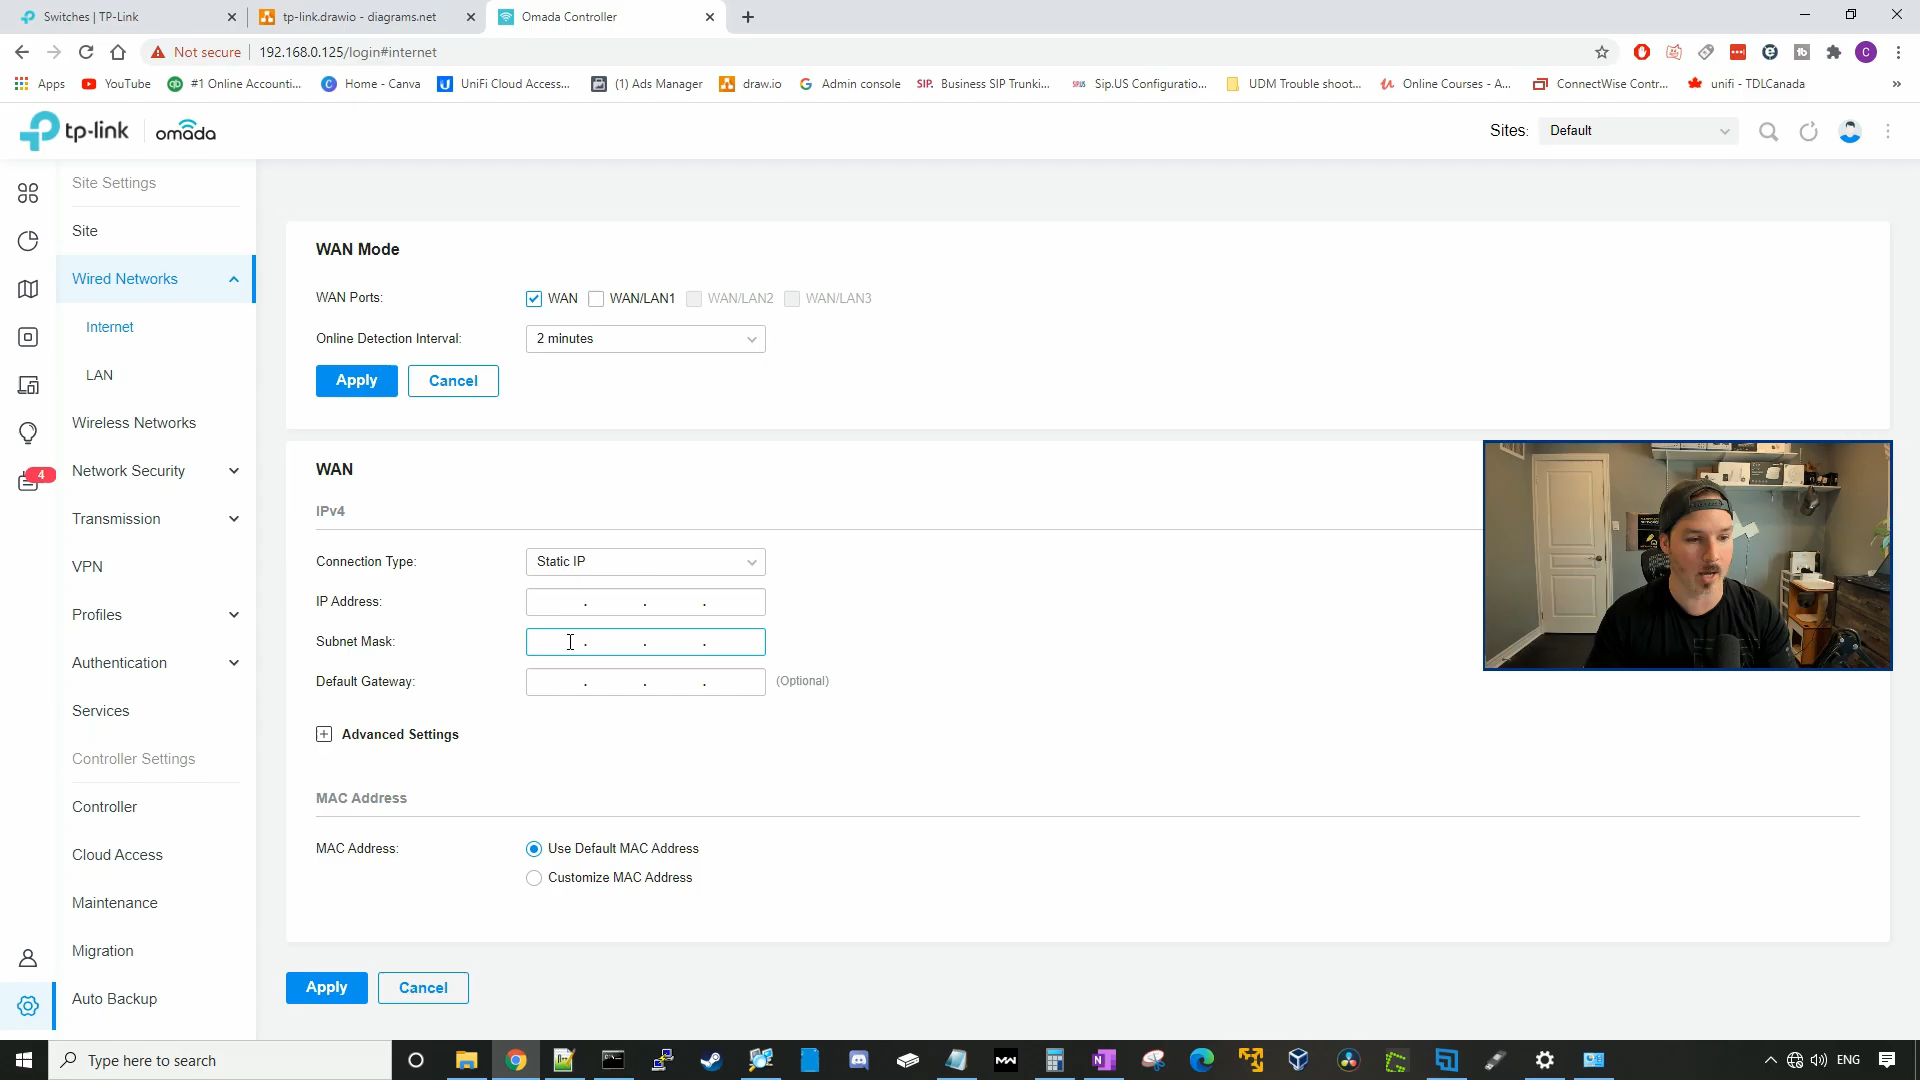 Switches | TP-Link
tp-link.drawio - diagrams.net
Omada Controller
Not secure
192.168.0.125/login#internet
Apps
YouTube
#1 Online Accounti...
Home - Canva
UniFi Cloud Access...
(1) Ads Manager
draw.io
Admin console
SIP. Business SIP Trunki...
Sip.US Configuratio...
UDM Trouble shoot...
Online Courses - A...
ConnectWise Contr...
unifi - TDLCanada
tp-link
omada
Sites:
Default
Site Settings
Site
Wired Networks
Internet
LAN
Wireless Networks
4
Network Security
Transmission
VPN
Profiles
Authentication
Services
Controller Settings
Controller
Cloud Access
Maintenance
Migration
Auto Backup
WAN Mode
WAN Ports:
WAN
WAN/LAN1
WAN/LAN2
WAN/LAN3
Online Detection Interval:
2 minutes
Apply
Cancel
WAN
IPv4
Connection Type:
Static IP
IP Address:
. . .
Subnet Mask:
. . .
Default Gateway:
. . .
(Optional)
Advanced Settings
MAC Address
MAC Address:
Use Default MAC Address
Customize MAC Address
Apply
Cancel
Type here to search
ENG